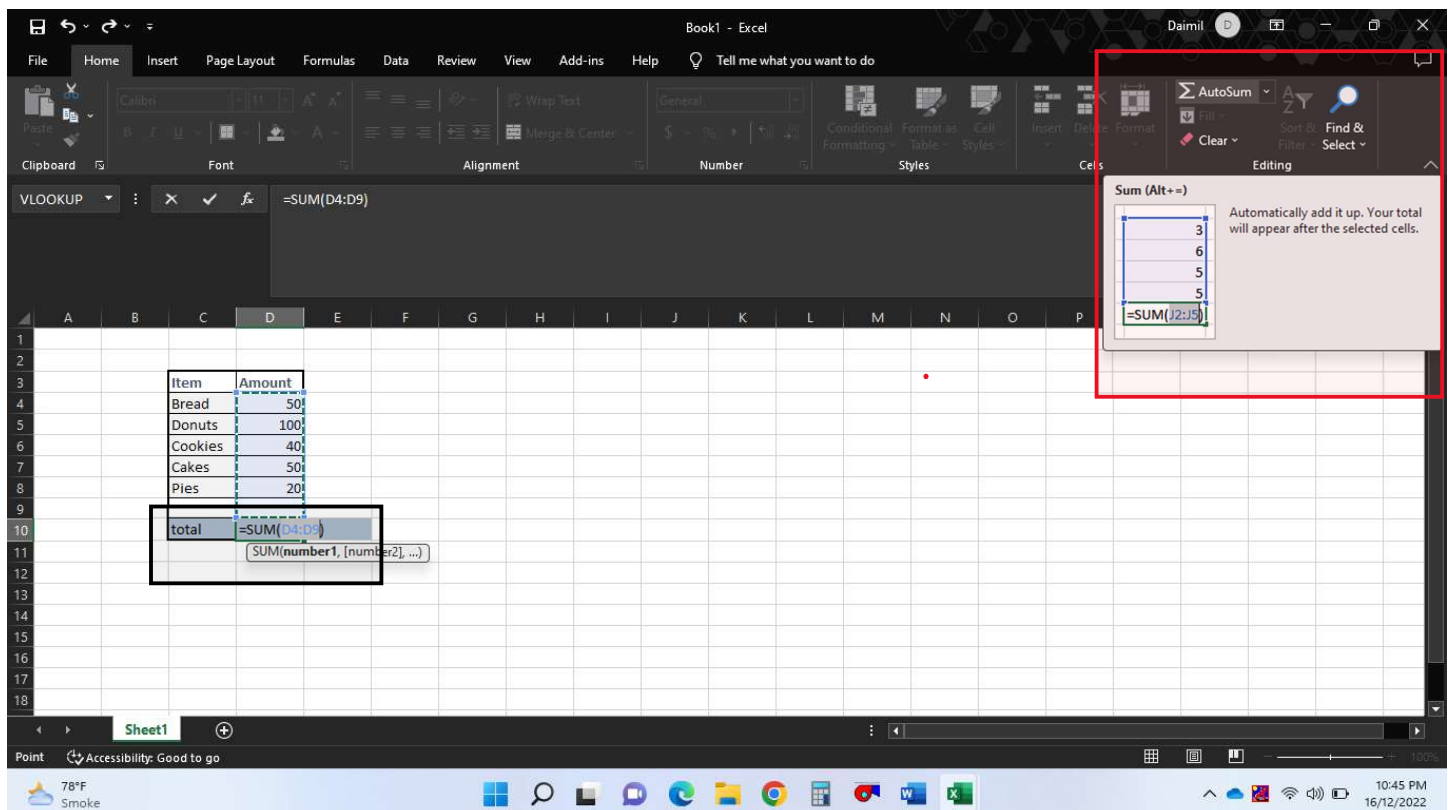 Book1 - Excel
Daimil
D
File Home Insert Page Layout Formulas Data Review View Add-ins Help Tell me what you want to do
Paste
Calibri 11
Wrap Text
General
Conditional Formatting
Format as Table
Cell Styles
Insert Delete Format
AutoSum
Fill
Clear
Sort & Filter
Find & Select
B I U
Merge & Center
$ %
Clipboard Font Alignment Number Styles Cells Editing
VLOOKUP fx =SUM(D4:D9)
Sum (Alt+=)
Automatically add it up. Your total
will appear after the selected cells.
3
6
5
5
=SUM(J2:J5)
A B C D E F G H I J K L M N O P
1
2
3 Item Amount
4 Bread 50
5 Donuts 100
6 Cookies 40
7 Cakes 50
8 Pies 20
9
10 total =SUM(D4:D9)
11 SUM(number1, [number2], ...)
12
13
14
15
16
17
18
Sheet1
Point Accessibility: Good to go 100%
78°F
Smoke
10:45 PM
16/12/2022